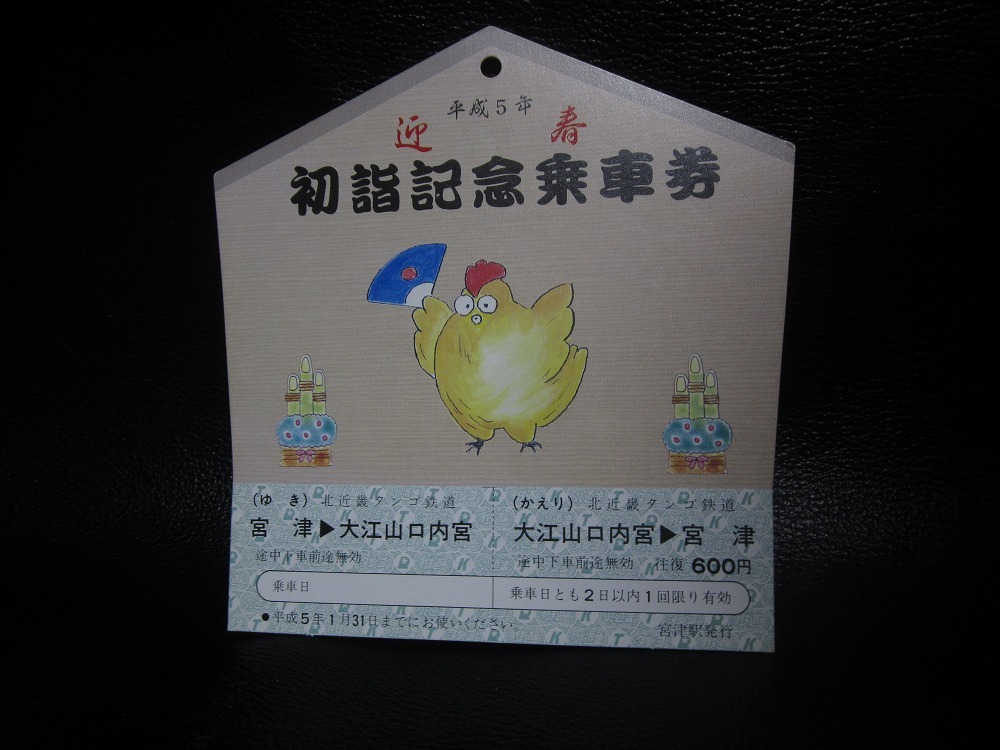 平成5年
迎春
初詣記念乗車券
(ゆき) 北近畿タンゴ鉄道
宮津▶大江山口内宮
途中下車前途無効
乗車日
(かえり) 北近畿タンゴ鉄道
大江山口内宮▶宮津
途中下車前途無効 往復 600円
乗車日とも2日以内1回限り有効
●平成5年1月31日までにお使いください。
宮津駅発行